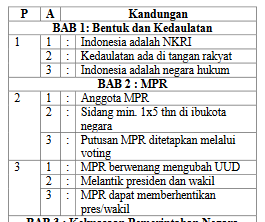 P A Kandungan
BAB 1: Bentuk dan Kedaulatan
1 1 : Indonesia adalah NKRI
2 : Kedaulatan ada di tangan rakyat
3 : Indonesia adalah negara hukum
BAB 2 : MPR
2 1 : Anggota MPR
2 : Sidang min. 1x5 thn di ibukota
negara
3 : Putusan MPR ditetapkan melalui
voting
3 1 : MPR berwenang mengubah UUD
2 : Melantik presiden dan wakil
3 : MPR dapat memberhentikan
pres/wakil
BAB 3 : Kekuasaan Pemerintahan Negara